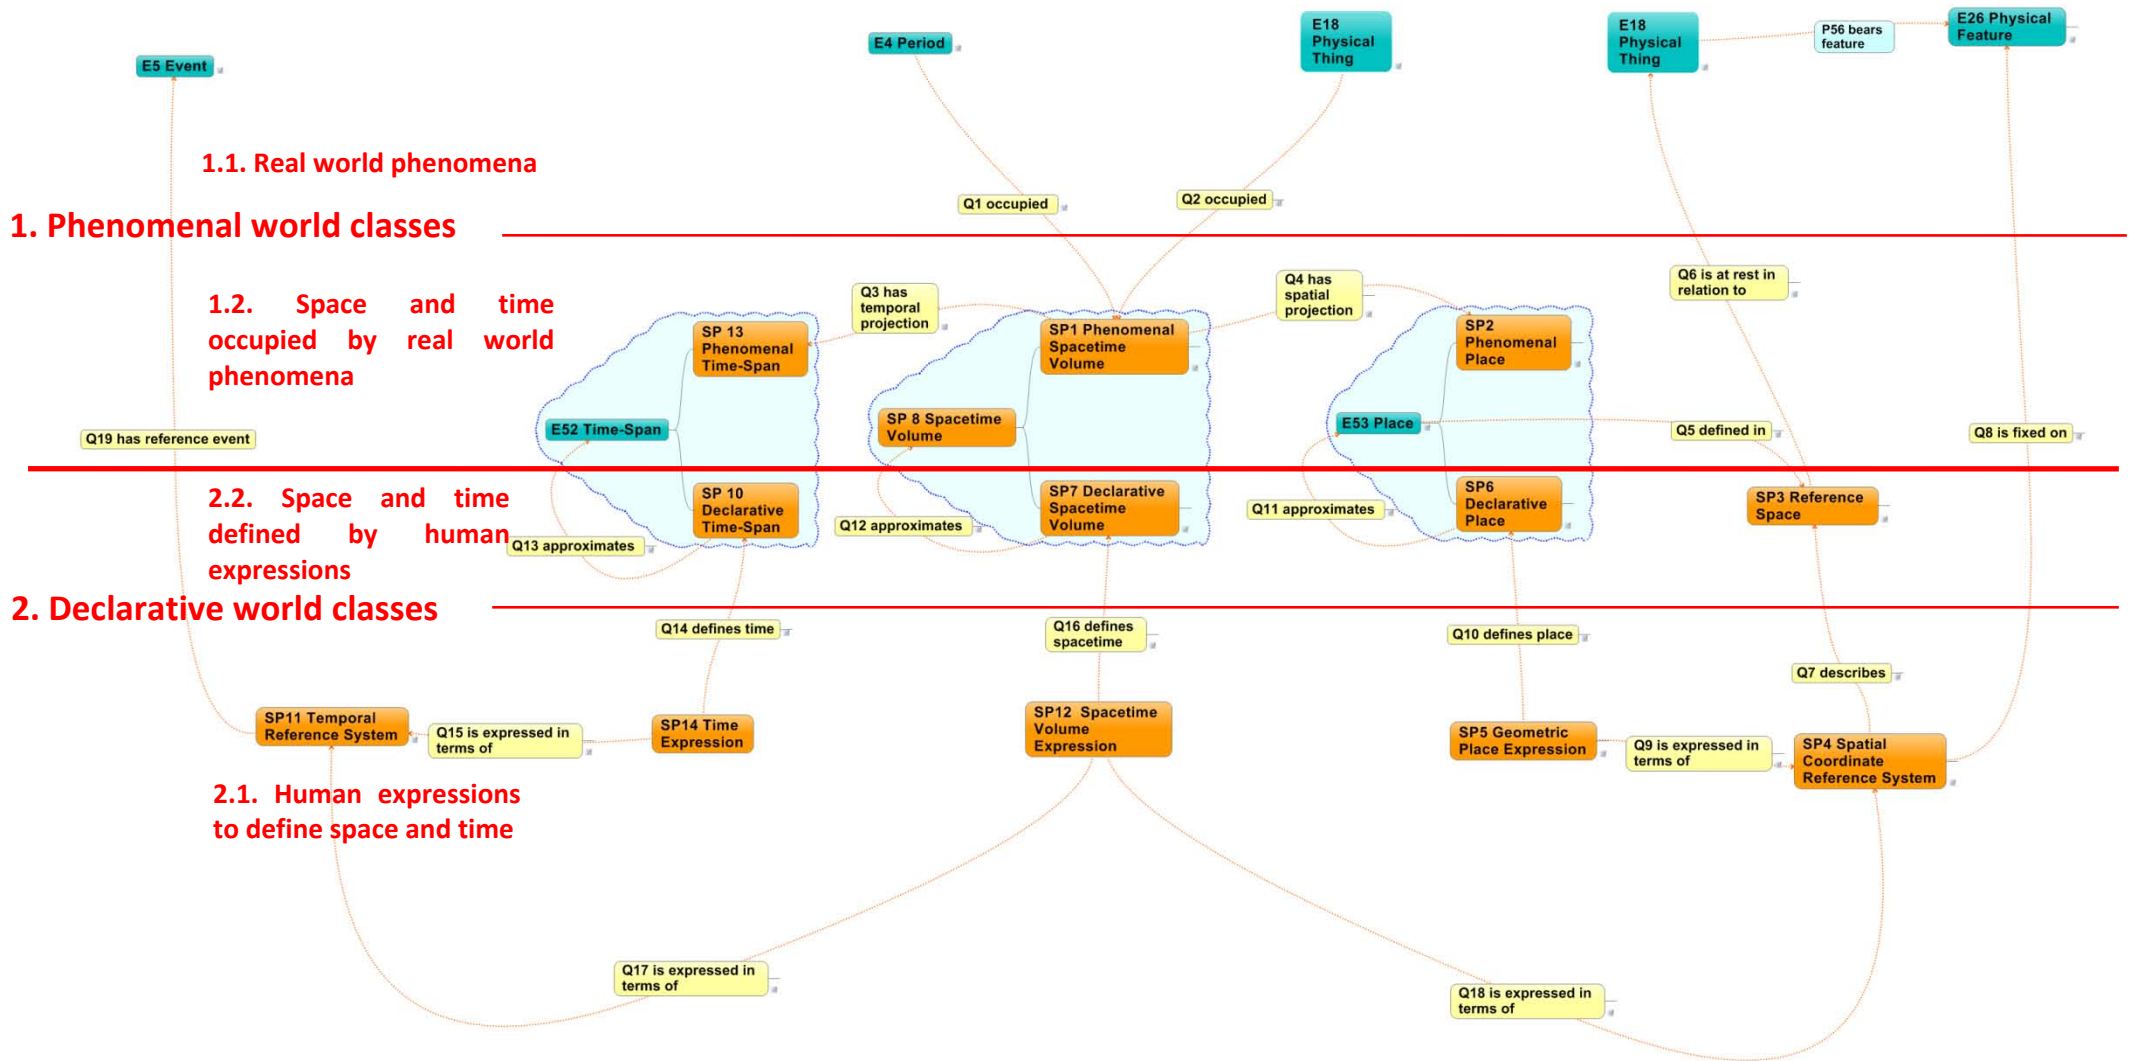 E5 Event
E4 Period
E18
Physical
Thing
E18
Physical
Thing
P56 bears
feature
E26 Physical
Feature
1.1. Real world phenomena
Q1 occupied
Q2 occupied
1. Phenomenal world classes
1.2. Space and time
occupied by real world
phenomena
Q3 has
temporal
projection
Q4 has
spatial
projection
Q6 is at rest in
relation to
SP 13
Phenomenal
Time-Span
SP1 Phenomenal
Spacetime
Volume
SP2
Phenomenal
Place
E52 Time-Span
SP 8 Spacetime
Volume
E53 Place
Q5 defined in
Q8 is fixed on
Q19 has reference event
2.2. Space and time
defined by human
expressions
SP 10
Declarative
Time-Span
SP7 Declarative
Spacetime
Volume
SP6
Declarative
Place
SP3 Reference
Space
Q13 approximates
Q12 approximates
Q11 approximates
2. Declarative world classes
Q14 defines time
Q16 defines
spacetime
Q10 defines place
Q7 describes
SP11 Temporal
Reference System
Q15 is expressed in
terms of
SP14 Time
Expression
SP12 Spacetime
Volume
Expression
SP5 Geometric
Place Expression
Q9 is expressed in
terms of
SP4 Spatial
Coordinate
Reference System
2.1. Human expressions
to define space and time
Q17 is expressed in
terms of
Q18 is expressed in
terms of